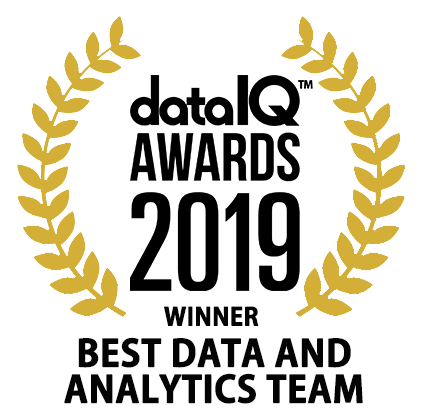 dataIQ™
AWARDS
2019
WINNER
BEST DATA AND
ANALYTICS TEAM